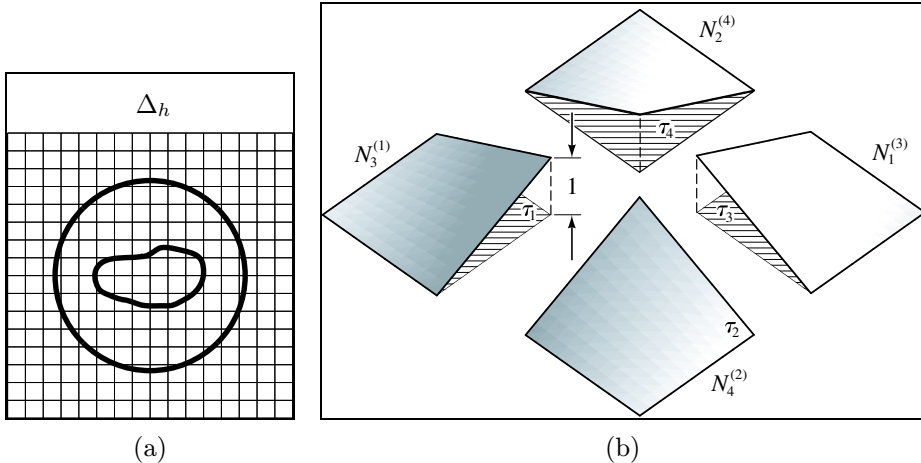 Δ_h
N_2^{(4)}
τ_4
N_3^{(1)}
N_1^{(3)}
1
τ_1
τ_3
τ_2
N_4^{(2)}
(a)
(b)